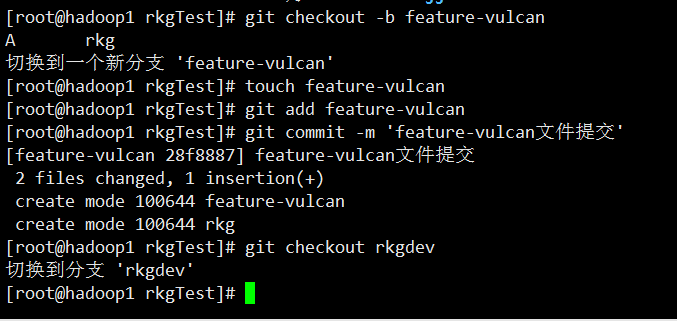 [root@hadoop1 rkgTest]# git checkout -b feature-vulcan
A       rkg
切换到一个新分支 'feature-vulcan'
[root@hadoop1 rkgTest]# touch feature-vulcan
[root@hadoop1 rkgTest]# git add feature-vulcan
[root@hadoop1 rkgTest]# git commit -m 'feature-vulcan文件提交'
[feature-vulcan 28f8887] feature-vulcan文件提交
 2 files changed, 1 insertion(+)
 create mode 100644 feature-vulcan
 create mode 100644 rkg
[root@hadoop1 rkgTest]# git checkout rkgdev
切换到分支 'rkgdev'
[root@hadoop1 rkgTest]#